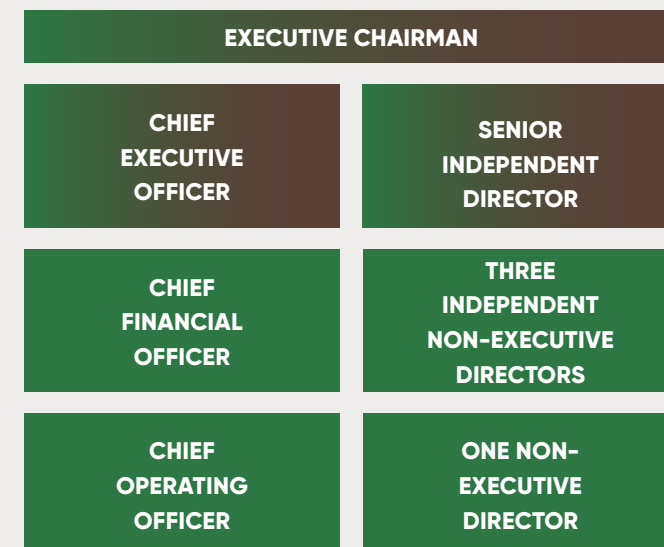 EXECUTIVE CHAIRMAN
CHIEF
EXECUTIVE
OFFICER
SENIOR
INDEPENDENT
DIRECTOR
CHIEF
FINANCIAL
OFFICER
THREE
INDEPENDENT
NON-EXECUTIVE
DIRECTORS
CHIEF
OPERATING
OFFICER
ONE NON-
EXECUTIVE
DIRECTOR